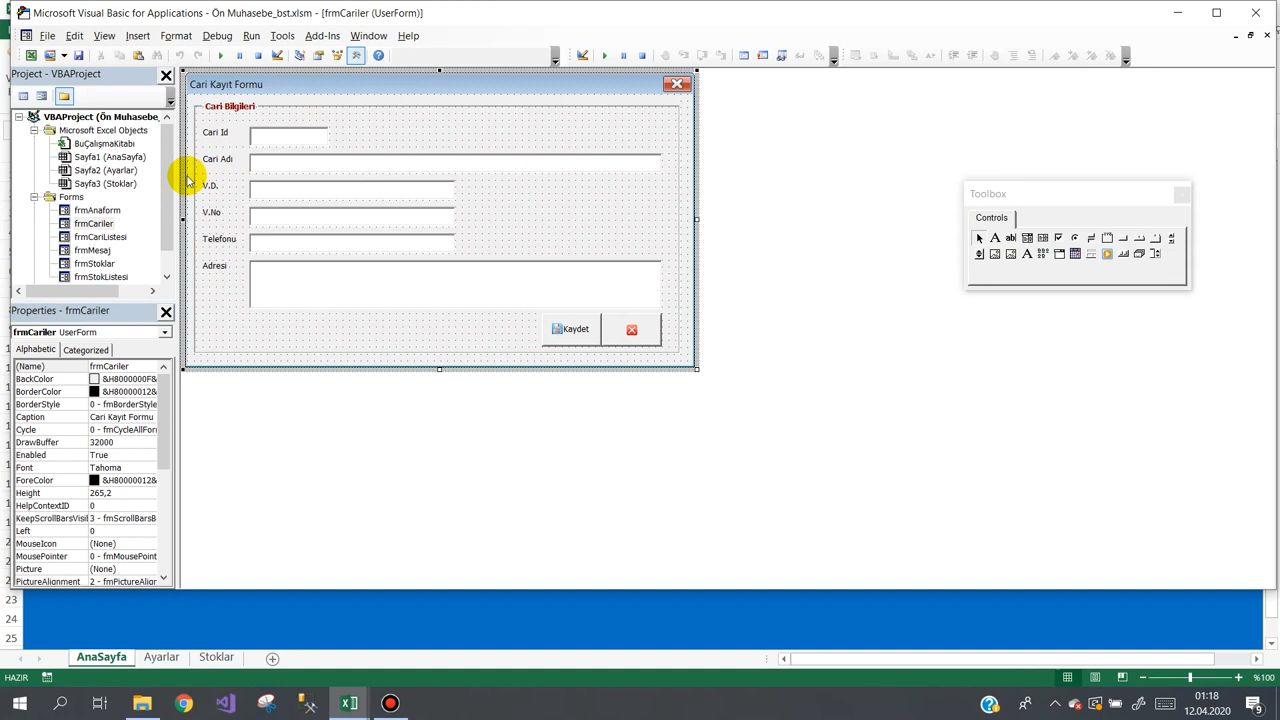 Microsoft Visual Basic for Applications - Ön Muhasebe_bst.xlsm - [frmCariler (UserForm)]
File Edit View Insert Format Debug Run Tools Add-Ins Window Help
Project - VBAProject
VBAProject (Ön Muhasebe_
Microsoft Excel Objects
BuÇalışmaKitabı
Sayfa1 (AnaSayfa)
Sayfa2 (Ayarlar)
Sayfa3 (Stoklar)
Forms
frmAnaform
frmCariler
frmCariListesi
frmMesaj
frmStoklar
frmStokListesi
Properties - frmCariler
frmCariler UserForm
Alphabetic Categorized
(Name) frmCariler
BackColor &H8000000F&
BorderColor &H80000012&
BorderStyle 0 - fmBorderStyle
Caption Cari Kayıt Formu
Cycle 0 - fmCycleAllForn
DrawBuffer 32000
Enabled True
Font Tahoma
ForeColor &H80000012&
Height 265,2
HelpContextID 0
KeepScrollBarsVisil 3 - fmScrollBarsB
Left 0
MouseIcon (None)
MousePointer 0 - fmMousePoint
Picture (None)
PictureAlignment 2 - fmPictureAligr
Cari Kayıt Formu
Cari Bilgileri
Cari Id
Cari Adı
V.D.
V.No
Telefonu
Adresi
Kaydet
Toolbox
Controls
23
24
25
AnaSayfa Ayarlar Stoklar
HAZIR
%100
01:18
12.04.2020